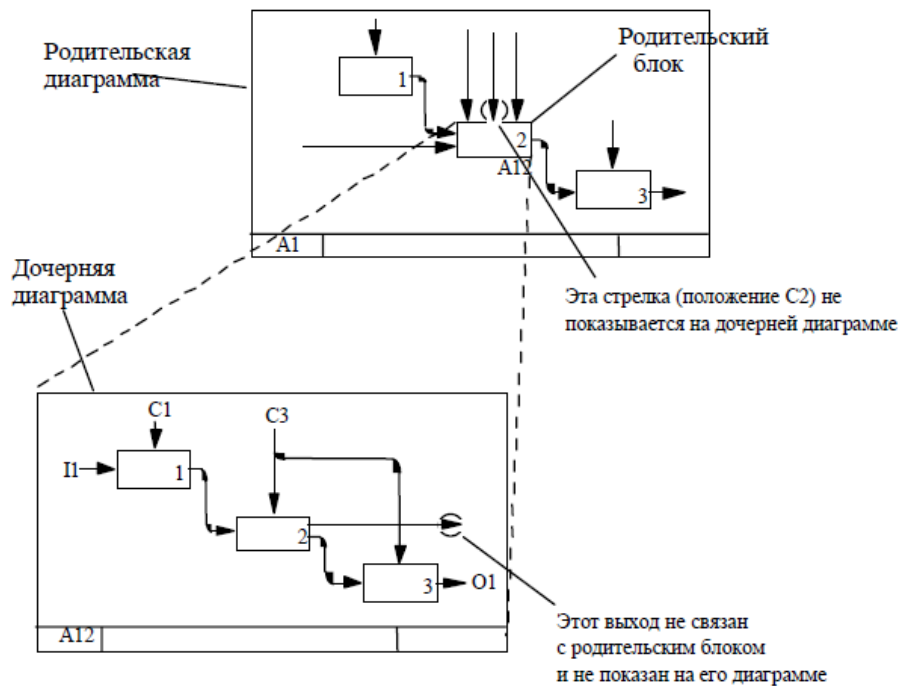 Родительская
диаграмма
Родительский
блок
1
2
A12
3
A1
Дочерняя
диаграмма
Эта стрелка (положение C2) не
показывается на дочерней диаграмме
C1
C3
I1
1
2
3
O1
A12
Этот выход не связан
с родительским блоком
и не показан на его диаграмме